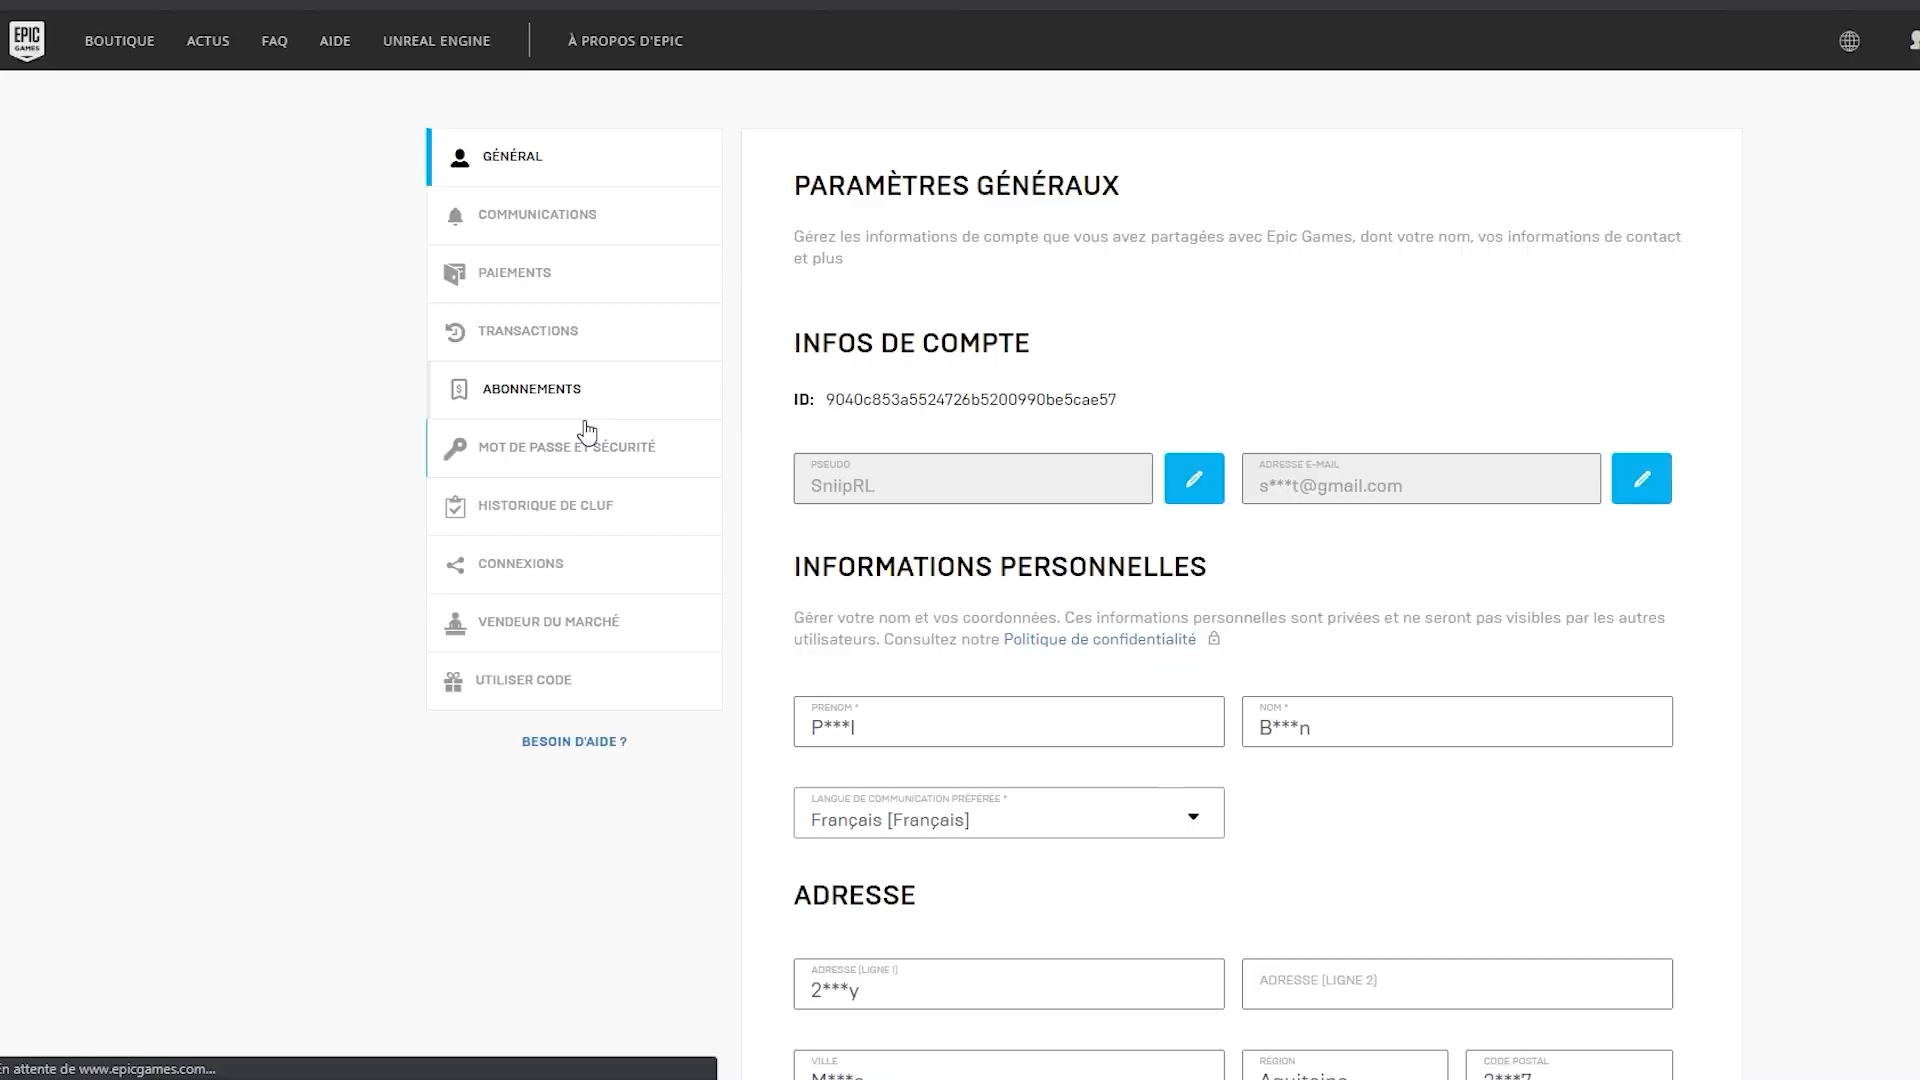 EPIC
GAMES
BOUTIQUE
ACTUS
FAQ
AIDE
UNREAL ENGINE
À PROPOS D'EPIC
GÉNÉRAL
COMMUNICATIONS
PAIEMENTS
TRANSACTIONS
ABONNEMENTS
MOT DE PASSE ET SÉCURITÉ
HISTORIQUE DE CLUF
CONNEXIONS
VENDEUR DU MARCHÉ
UTILISER CODE
BESOIN D'AIDE ?
PARAMÈTRES GÉNÉRAUX
Gérez les informations de compte que vous avez partagées avec Epic Games, dont votre nom, vos informations de contact
et plus
INFOS DE COMPTE
ID: 9040c853a5524726b5200990be5cae57
PSEUDO
SniipRL
ADRESSE E-MAIL
s***t@gmail.com
INFORMATIONS PERSONNELLES
Gérer votre nom et vos coordonnées. Ces informations personnelles sont privées et ne seront pas visibles par les autres
utilisateurs. Consultez notre Politique de confidentialité
PRÉNOM *
P***l
NOM *
B***n
LANGUE DE COMMUNICATION PRÉFÉRÉE *
Français [Français]
ADRESSE
ADRESSE (LIGNE 1)
2***y
ADRESSE (LIGNE 2)
VILLE
RÉGION
Aquitaine
CODE POSTAL
En attente de www.epicgames.com...